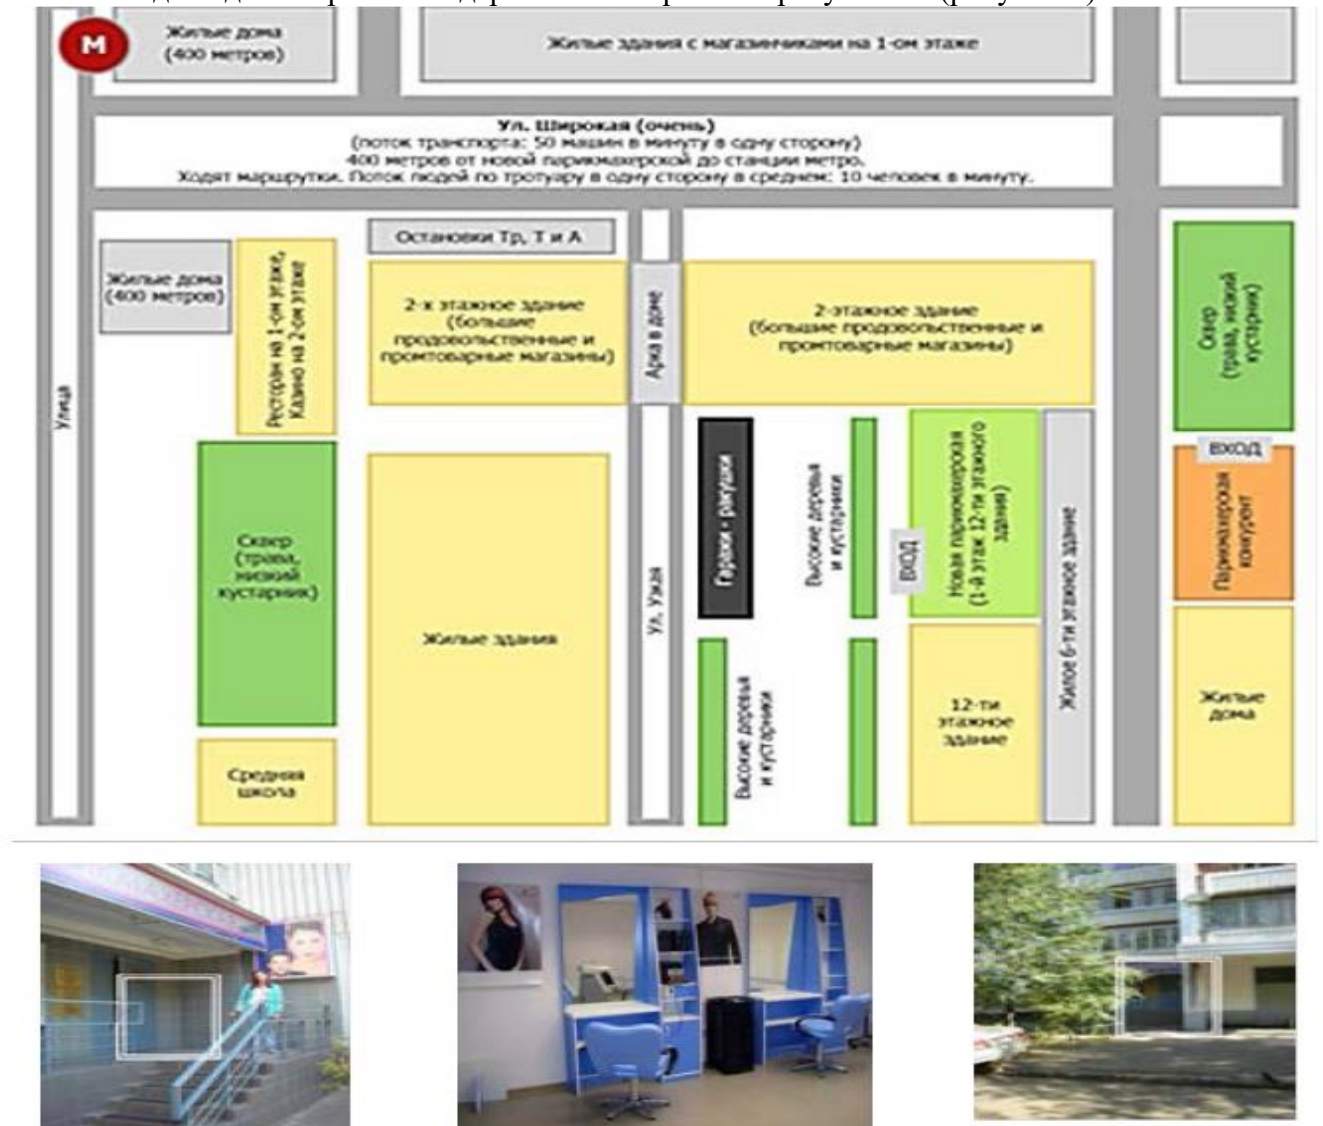 М
Жилые дома
(400 метров)
Жилые здания с магазинчиками на 1-ом этаже
Ул. Широкая (очень)
(поток транспорта: 50 машин в минуту в одну сторону)
400 метров от новой парикмахерской до станции метро.
Ходят маршрутки. Поток людей по тротуару в одну сторону в среднем: 10 человек в минуту.
Остановки Тр, Т и А
Жилые дома
(400 метров)
Ресторан на 1-ом этаже,
Казино на 2-ом этаже
2-х этажное здание
(большие
продовольственные и
промтоварные магазины)
Арка в доме
2-этажное здание
(большие продовольственные и
промтоварные магазины)
Сквер
(трава, низкий
кустарник)
Улица
Сквер
(трава,
низкий
кустарник)
Жилые здания
Ул. Узкая
Гаражи - ракушки
Высокие деревья
и кустарники
ВХОД
Новая парикмахерская
(1-й этаж 12-ти этажного
здания)
Жилое 6-ти этажное здание
ВХОД
Парикмахерская
конкурент
Средняя
школа
Высокие деревья
и кустарники
12-ти
этажное
здание
Жилые
дома